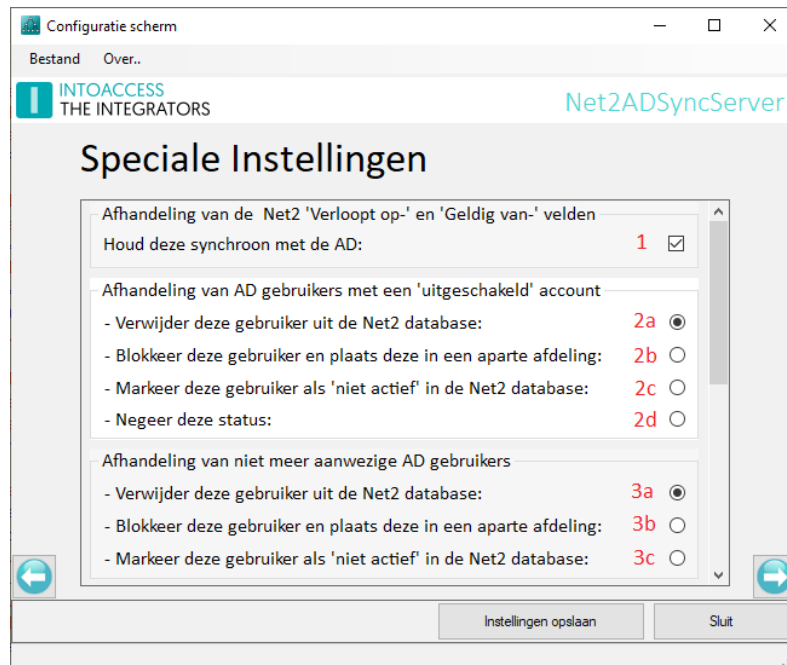 Configuratie scherm
Bestand Over..
INTOACCESS
THE INTEGRATORS
Net2ADSyncServer
Speciale Instellingen
Afhandeling van de Net2 'Verloopt op-' en 'Geldig van-' velden
Houd deze synchroon met de AD: 1
Afhandeling van AD gebruikers met een 'uitgeschakeld' account
- Verwijder deze gebruiker uit de Net2 database: 2a
- Blokkeer deze gebruiker en plaats deze in een aparte afdeling: 2b
- Markeer deze gebruiker als 'niet actief' in de Net2 database: 2c
- Negeer deze status: 2d
Afhandeling van niet meer aanwezige AD gebruikers
- Verwijder deze gebruiker uit de Net2 database: 3a
- Blokkeer deze gebruiker en plaats deze in een aparte afdeling: 3b
- Markeer deze gebruiker als 'niet actief' in de Net2 database: 3c
Instellingen opslaan Sluit